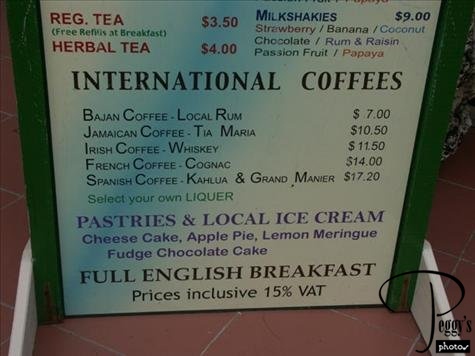 Passion Fruit / Papaya
REG. TEA $3.50
(Free Refills at Breakfast)
HERBAL TEA $4.00
MILKSHAKIES $9.00
Strawberry / Banana / Coconut
Chocolate / Rum & Raisin
Passion Fruit / Papaya
INTERNATIONAL COFFEES
BAJAN COFFEE - LOCAL RUM $ 7.00
JAMAICAN COFFEE - TIA MARIA $10.50
IRISH COFFEE - WHISKEY $ 11.50
FRENCH COFFEE - COGNAC $14.00
SPANISH COFFEE - KAHLUA & GRAND MANIER $17.20
Select your own LIQUER
PASTRIES & LOCAL ICE CREAM
Cheese Cake, Apple Pie, Lemon Meringue
Fudge Chocolate Cake
FULL ENGLISH BREAKFAST
Prices inclusive 15% VAT
Peggy's
photos